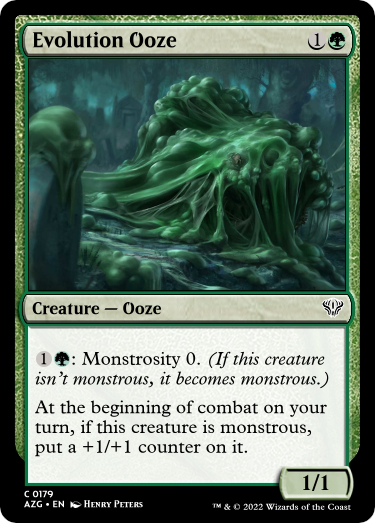 Evolution Ooze 1
Creature — Ooze
1: Monstrosity 0. (If this creature
isn't monstrous, it becomes monstrous.)
At the beginning of combat on your
turn, if this creature is monstrous,
put a +1/+1 counter on it.
1/1
C 0179
AZG • EN Henry Peters
™ & © 2022 Wizards of the Coast